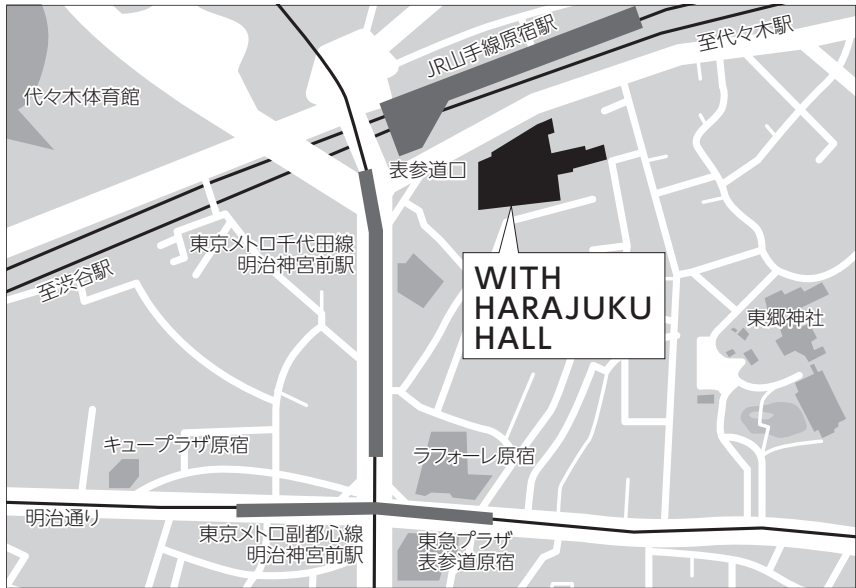 JR山手線原宿駅
至代々木駅
代々木体育館
表参道口
東京メトロ千代田線
明治神宮前駅
至渋谷駅
WITH
HARAJUKU
HALL
東郷神社
キュープラザ原宿
ラフォーレ原宿
明治通り
東京メトロ副都心線
明治神宮前駅
東急プラザ
表参道原宿